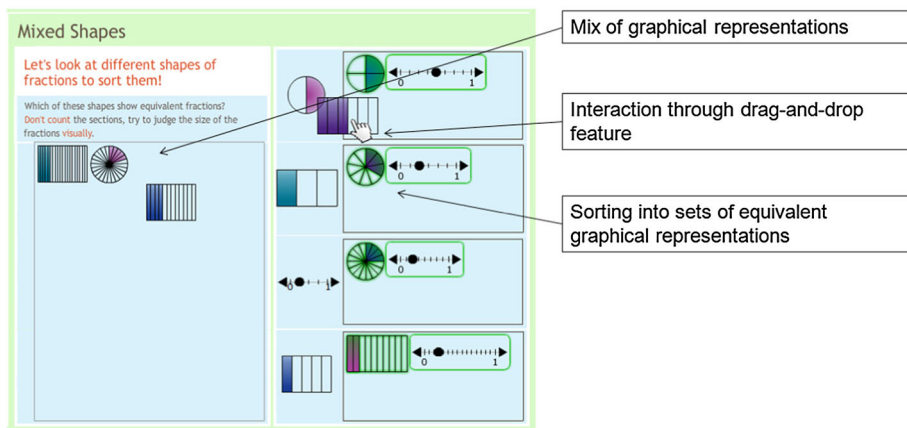 Mixed Shapes
Let's look at different shapes of
fractions to sort them!
Which of these shapes show equivalent fractions?
Don't count the sections, try to judge the size of the
fractions visually.
0 1
0 1
0 1
0 1
0 1
Mix of graphical representations
Interaction through drag-and-drop
feature
Sorting into sets of equivalent
graphical representations